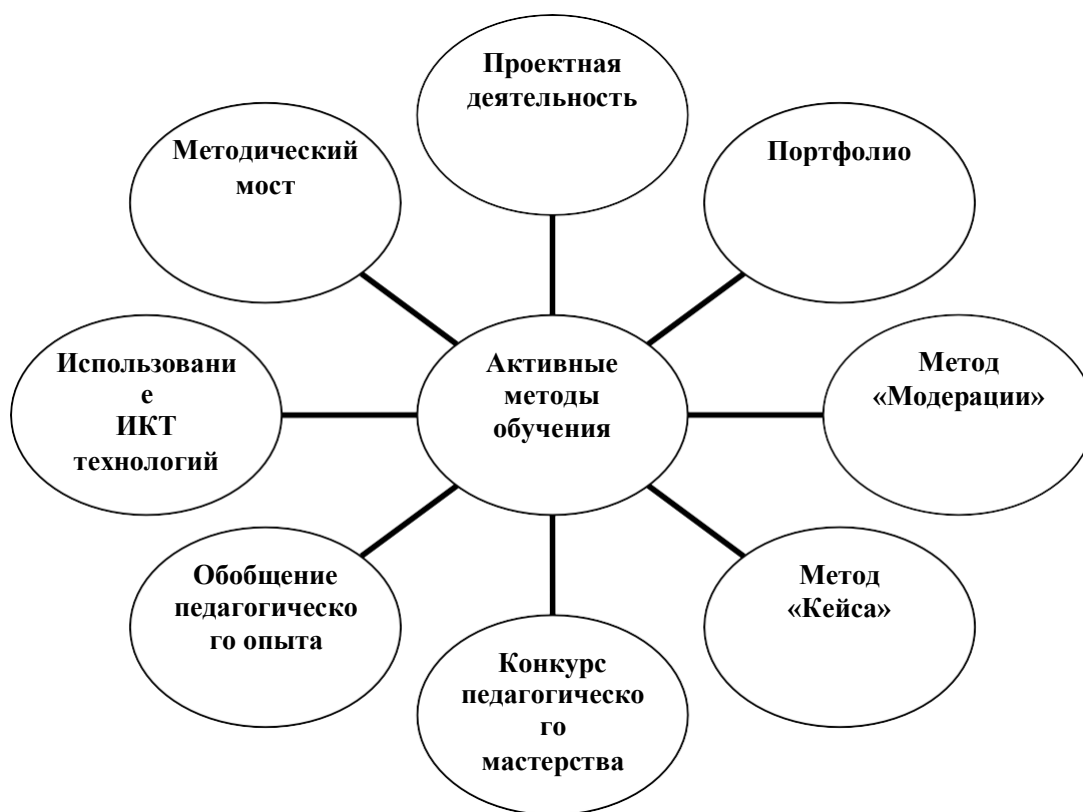 Проектная
деятельность
Методический
мост
Портфолио
Использовани
е
ИКТ
технологий
Активные
методы
обучения
Метод
«Модерации»
Обобщение
педагогическо
го опыта
Метод
«Кейса»
Конкурс
педагогическо
го
мастерства